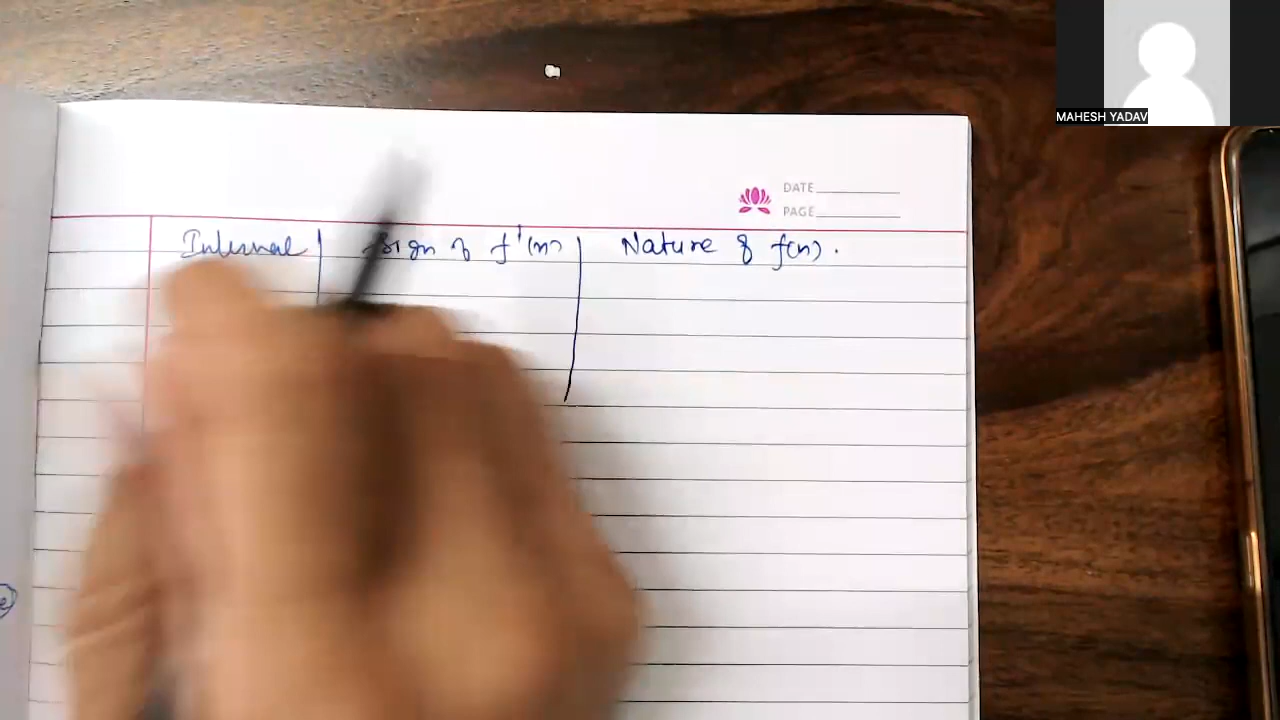 MAHESH YADAV
DATE
PAGE
Interval | Sign of f'(x) | Nature of f(x).